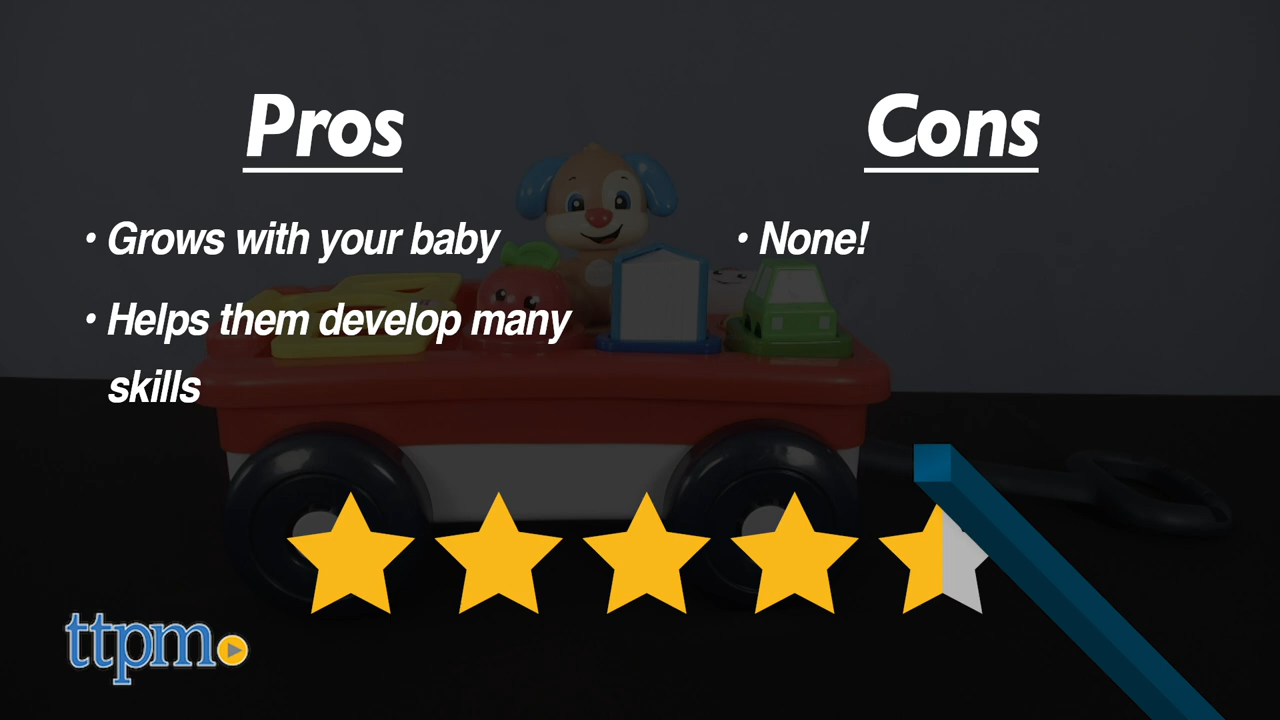 Pros
Cons
• Grows with your baby
• Helps them develop many
skills
• None!
ttpm